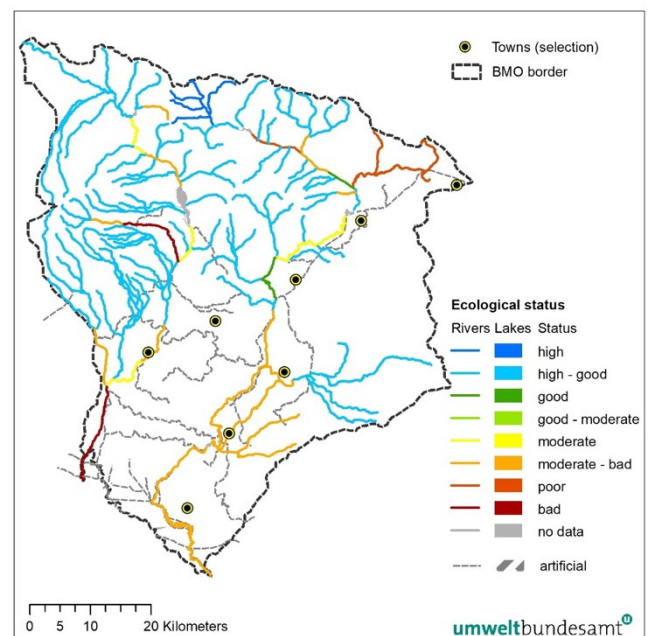 Towns (selection)
BMO border
Ecological status
Rivers Lakes Status
high
high - good
good
good - moderate
moderate
moderate - bad
poor
bad
no data
artificial
0 5 10 20 Kilometers
umweltbundesamt u